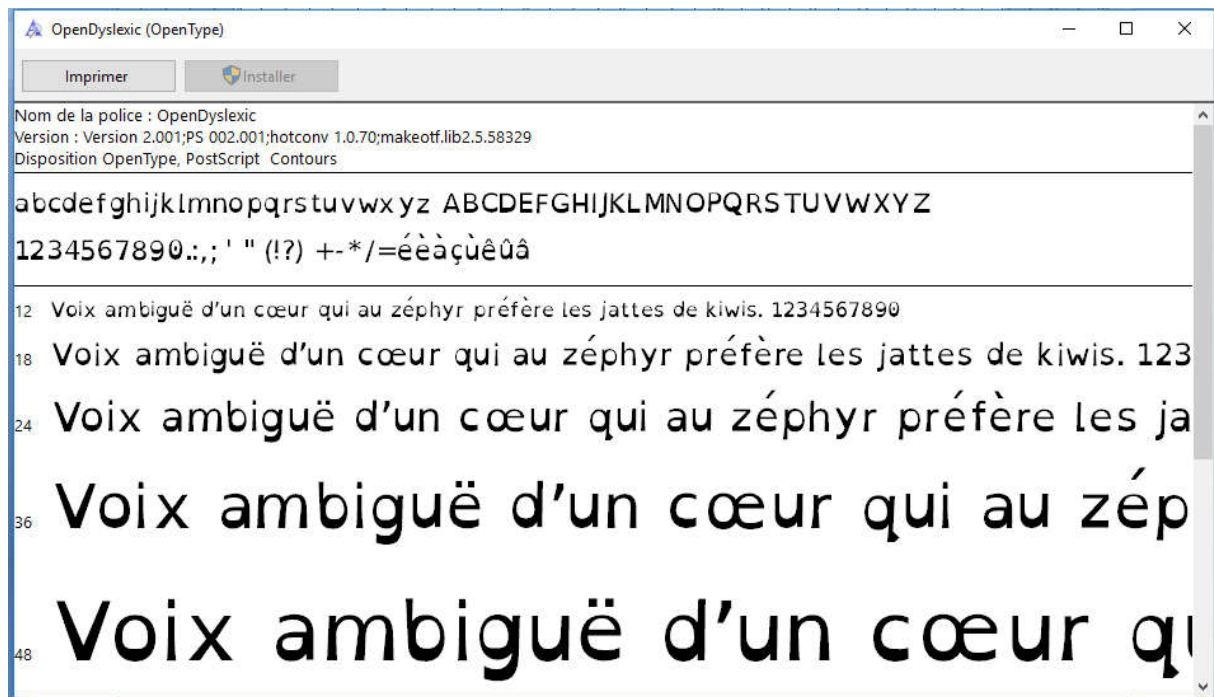 OpenDyslexic (OpenType)
Imprimer Installer
Nom de la police : OpenDyslexic
Version : Version 2.001;PS 002.001;hotconv 1.0.70;makeotf.lib2.5.58329
Disposition OpenType, PostScript Contours
abcdefghijklmnopqrstuvwxyz ABCDEFGHIJKLMNOPQRSTUVWXYZ
1234567890.:,; ' " (!?) +-*/=éèàçùêûâ
12 Voix ambiguë d'un cœur qui au zéphyr préfère les jattes de kiwis. 1234567890
18 Voix ambiguë d'un cœur qui au zéphyr préfère les jattes de kiwis. 123
24 Voix ambiguë d'un cœur qui au zéphyr préfère les ja
36 Voix ambiguë d'un cœur qui au zép
48 Voix ambiguë d'un cœur q